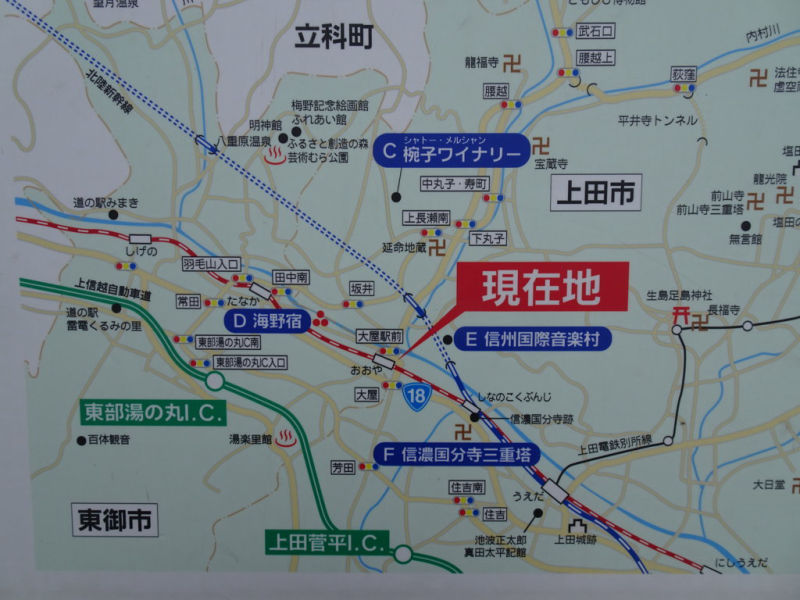 望月温泉
立科町
北陸新幹線
梅野記念絵画館
ふれあい館
明神館
八重原温泉
ふるさと創造の森
芸術むら公園
武石口
腰越上
龍福寺
腰越
内村川
荻窪
平井寺トンネル
シャトー・メルシャン
C 椀子ワイナリー
宝蔵寺
中丸子・寿町
上田市
龍光院
前山寺
前山寺三重塔
無言館
上長瀬南
下丸子
延命地蔵
道の駅みまき
しげの
羽毛山入口
田中南
上信越自動車道
常田
たなか
坂井
道の駅
雷電くるみの里
D 海野宿
現在地
生島足島神社
長福寺
大屋駅前
E 信州国際音楽村
東部湯の丸IC南
東部湯の丸IC入口
おおや
大屋
18
しなのこくぶんじ
信濃国分寺跡
東部湯の丸I.C.
百体観音
湯楽里館
F 信濃国分寺三重塔
上田電鉄別所線
芳田
住吉南
住吉
うえだ
大日堂
東御市
上田菅平I.C.
池波正太郎
真田太平記館
上田城跡
にしうえだ